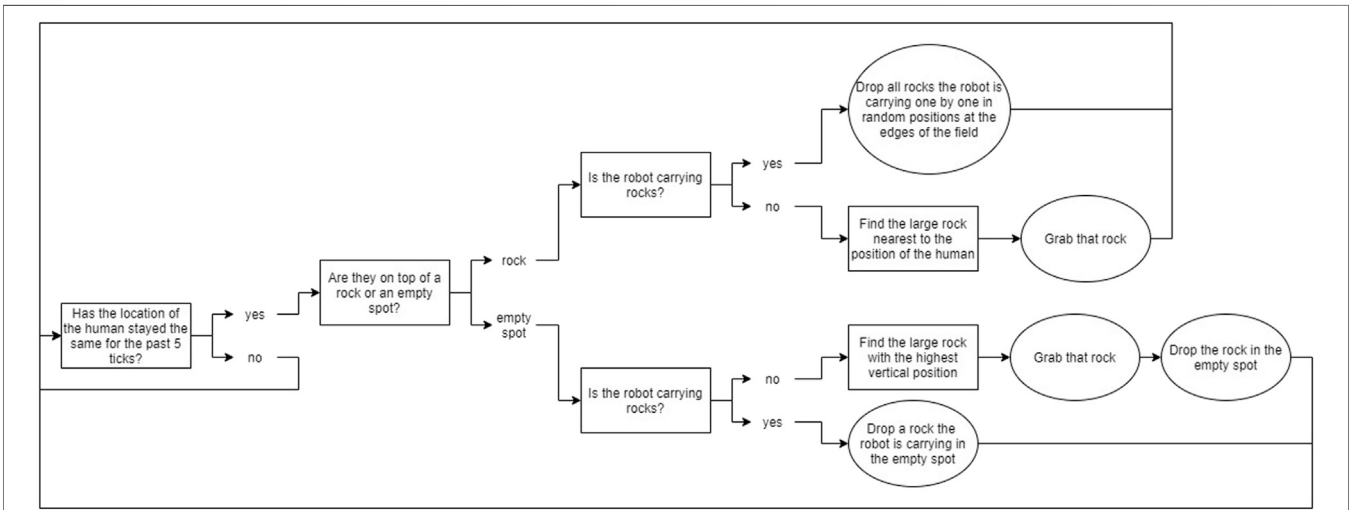 Has the location of
the human stayed the
same for the past 5
ticks?
yes
no
Are they on top of a
rock or an empty
spot?
rock
empty
spot
Is the robot carrying
rocks?
yes
no
Drop all rocks the robot is
carrying one by one in
random positions at the
edges of the field
Find the large rock
nearest to the
position of the human
Grab that rock
Is the robot carrying
rocks?
no
yes
Find the large rock
with the highest
vertical position
Grab that rock
Drop the rock in the
empty spot
Drop a rock the
robot is carrying in
the empty spot